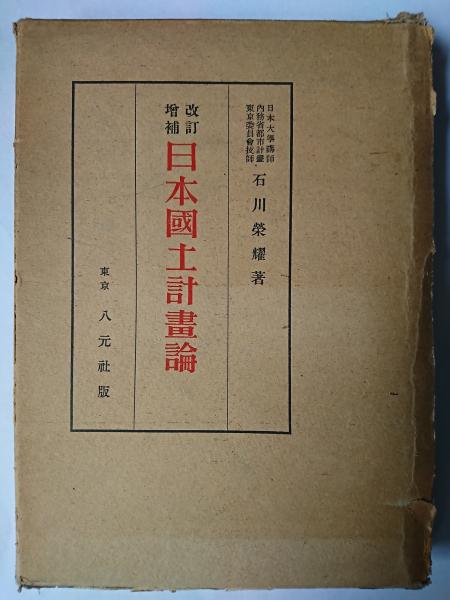 日本大學講師
內務省都市計畫
東京委員會技師
石川榮耀著
改訂
增補
日本國土計畫論
東京 八元社版